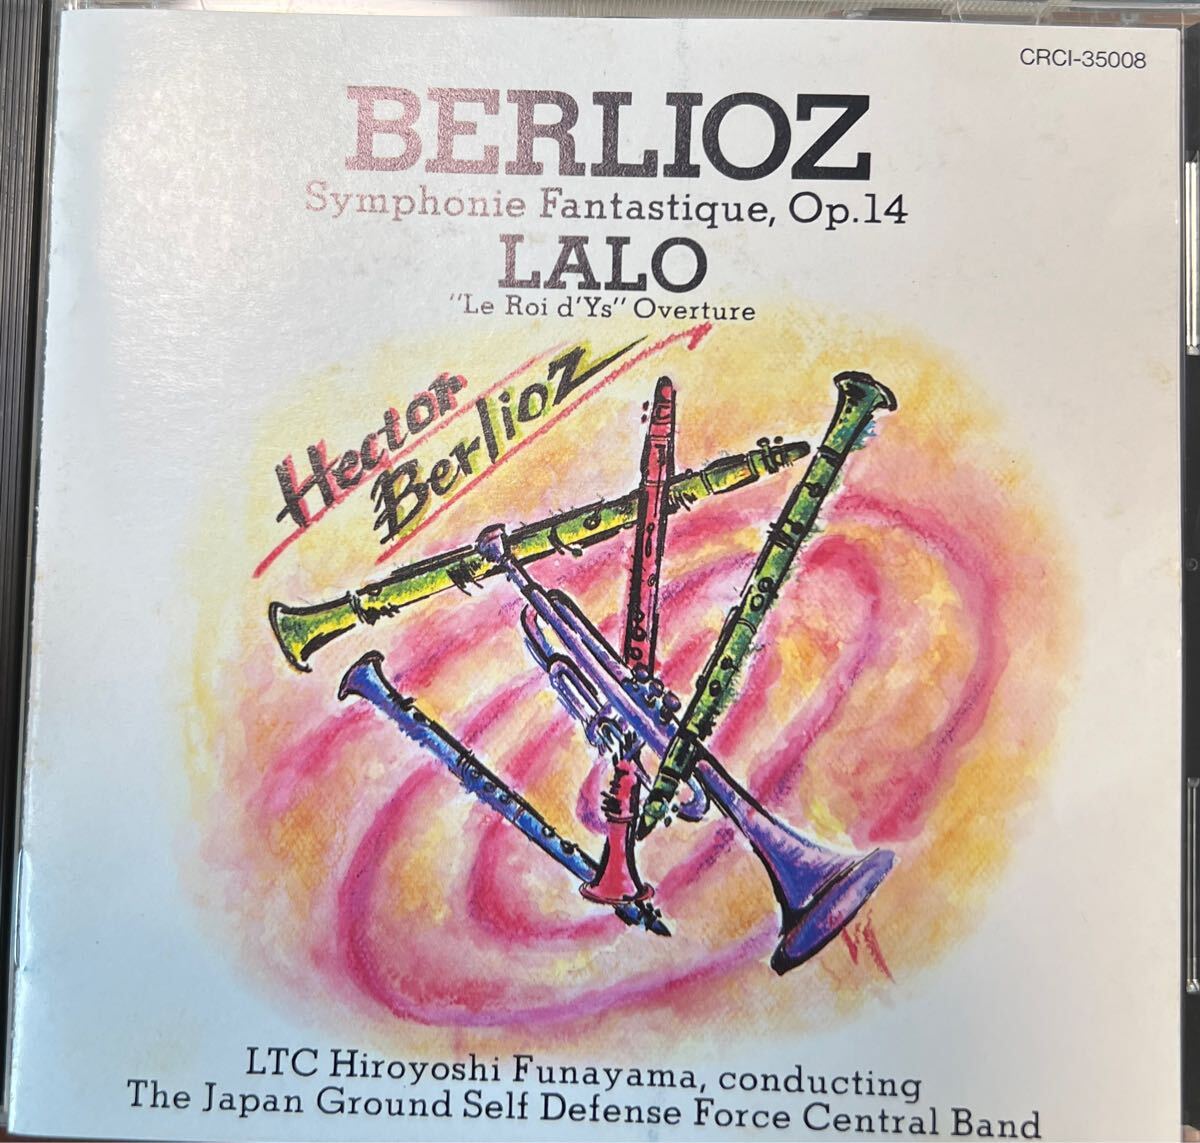 CRCI-35008
BERLIOZ
Symphonie Fantastique, Op.14
LALO
"Le Roi d'Ys" Overture
Hector
Berlioz
LTC Hiroyoshi Funayama, conducting
The Japan Ground Self Defense Force Central Band